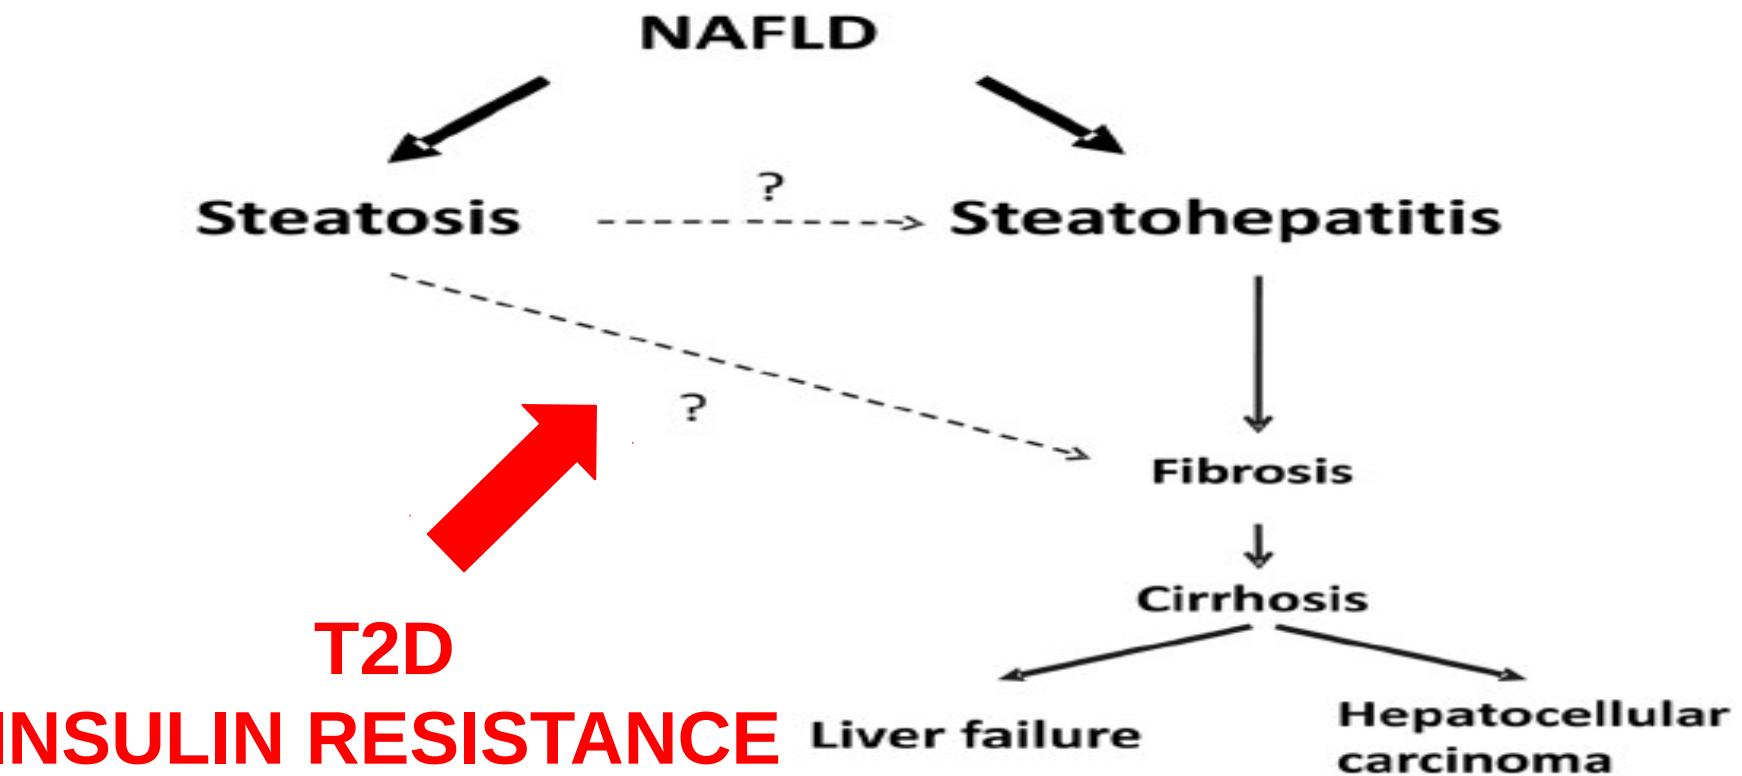 NAFLD
?
Steatosis
Steatohepatitis
?
Fibrosis
Cirrhosis
T2D
INSULIN RESISTANCE
Liver failure
Hepatocellular
carcinoma